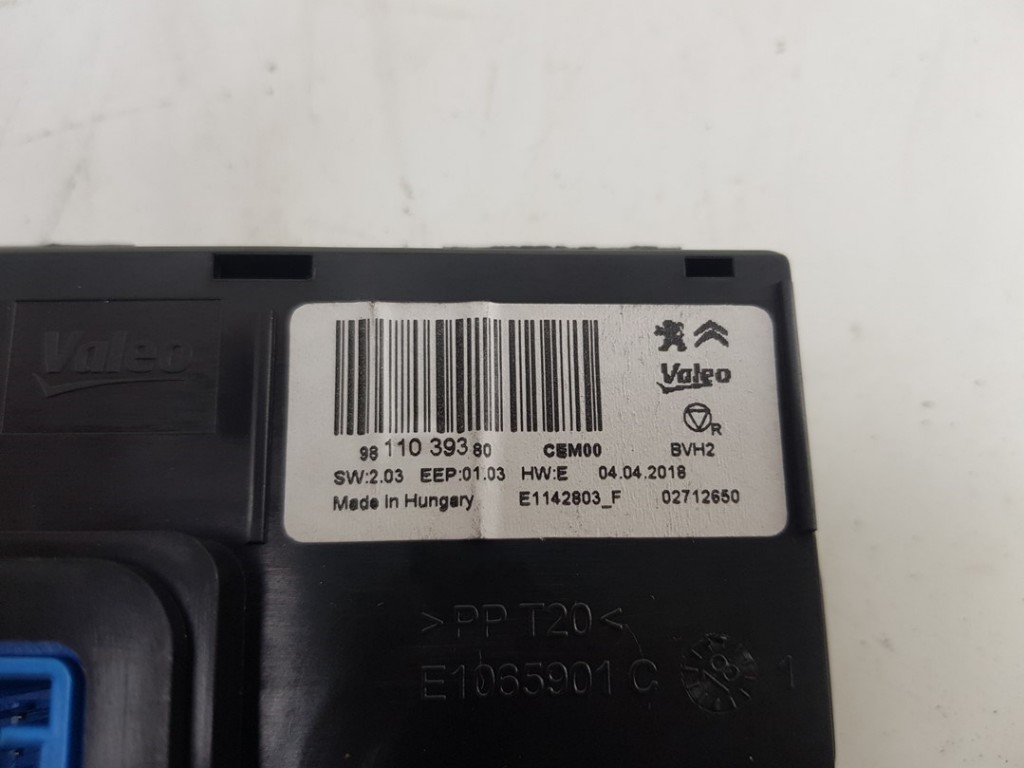 Valeo
Valeo
R
98 110 393 80 CEM00 BVH2
SW:2.03 EEP:01.03 HW:E 04.04.2018
Made in Hungary E1142803_F 02712650
>PP T20<
E1065901 C 18 1